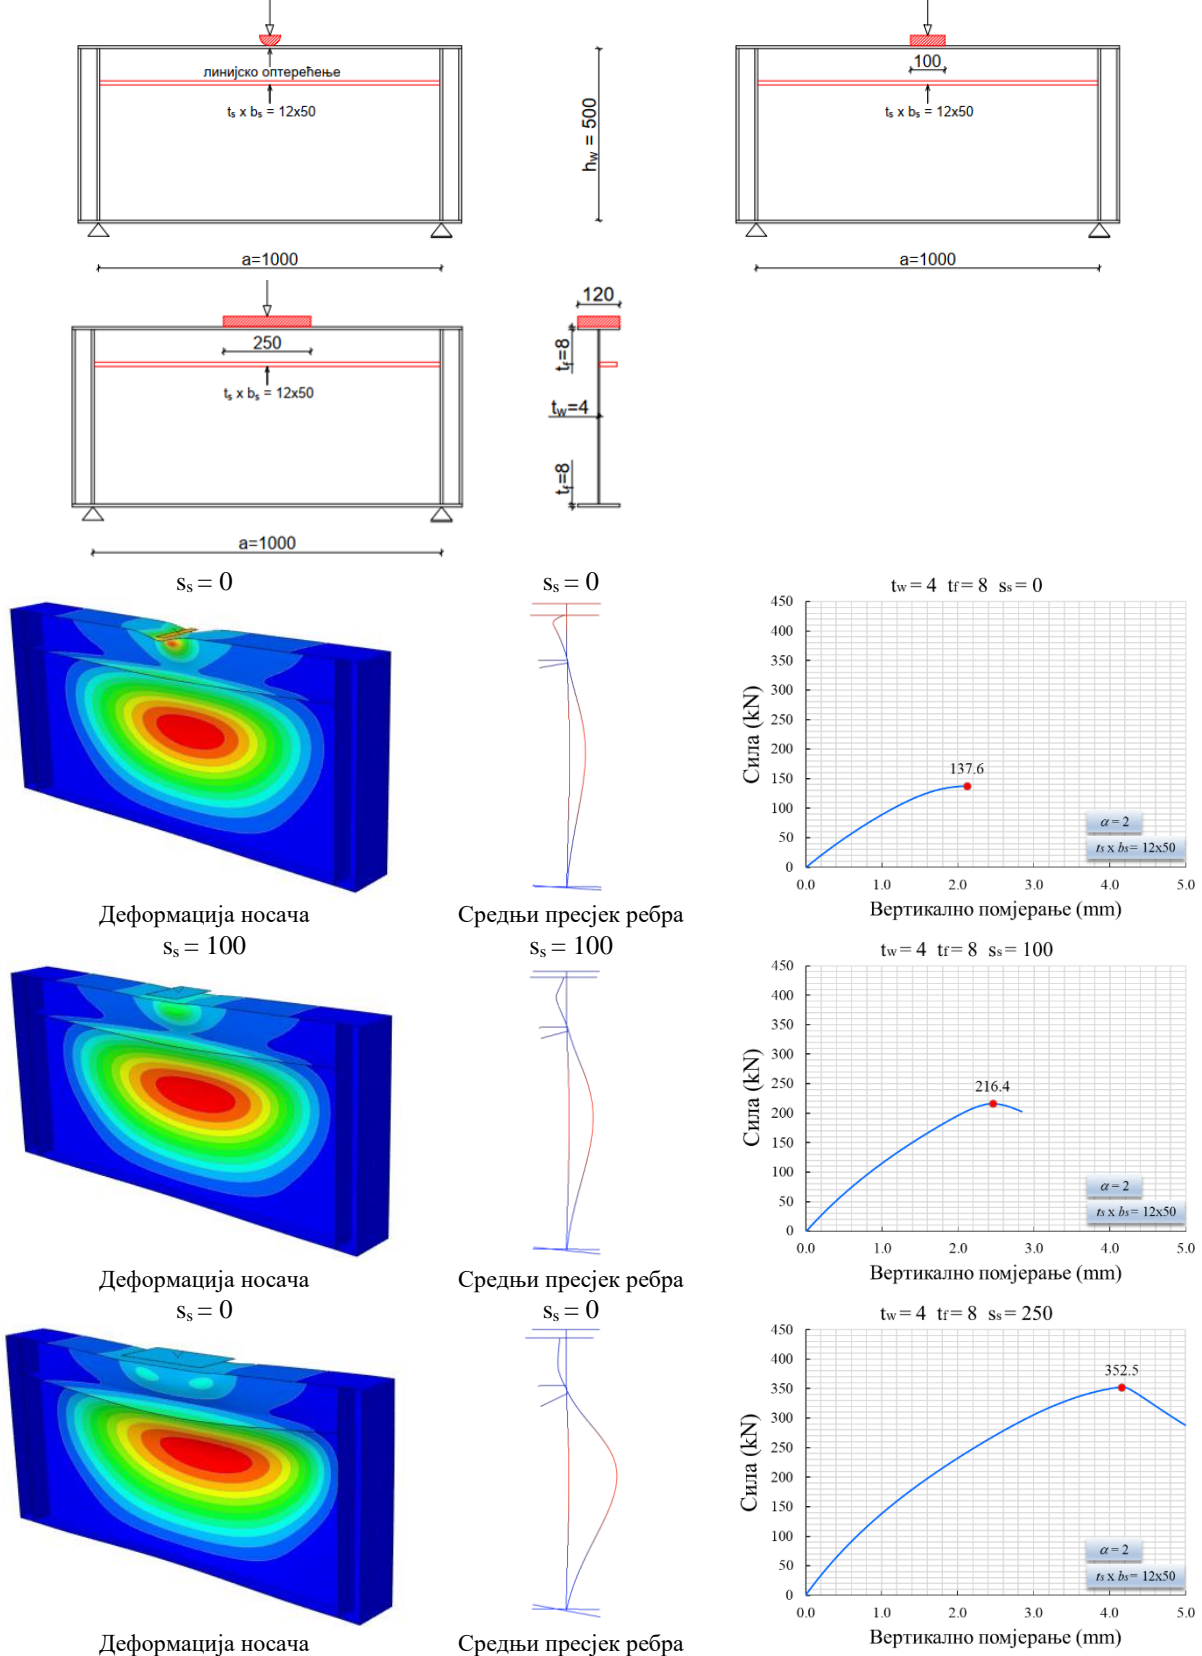 линијско оптерећење
tₛ x bₛ = 12x50
h_w = 500
a=1000
100
tₛ x bₛ = 12x50
a=1000
250
tₛ x bₛ = 12x50
a=1000
120
t_f=8
t_w=4
t_f=8
sₛ = 0
sₛ = 0
t_w = 4 t_f = 8 sₛ = 0
Сила (kN)
450
400
350
300
250
200
150
100
50
0
137.6
α = 2
tₛ x bₛ = 12x50
0.0 1.0 2.0 3.0 4.0 5.0
Вертикално помјерање (mm)
Деформација носача
Средњи пресјек ребра
sₛ = 100
sₛ = 100
t_w = 4 t_f = 8 sₛ = 100
Сила (kN)
450
400
350
300
250
200
150
100
50
0
216.4
α = 2
tₛ x bₛ = 12x50
0.0 1.0 2.0 3.0 4.0 5.0
Вертикално помјерање (mm)
Деформација носача
Средњи пресјек ребра
sₛ = 0
sₛ = 0
t_w = 4 t_f = 8 sₛ = 250
Сила (kN)
450
400
350
300
250
200
150
100
50
0
352.5
α = 2
tₛ x bₛ = 12x50
0.0 1.0 2.0 3.0 4.0 5.0
Вертикално помјерање (mm)
Деформација носача
Средњи пресјек ребра